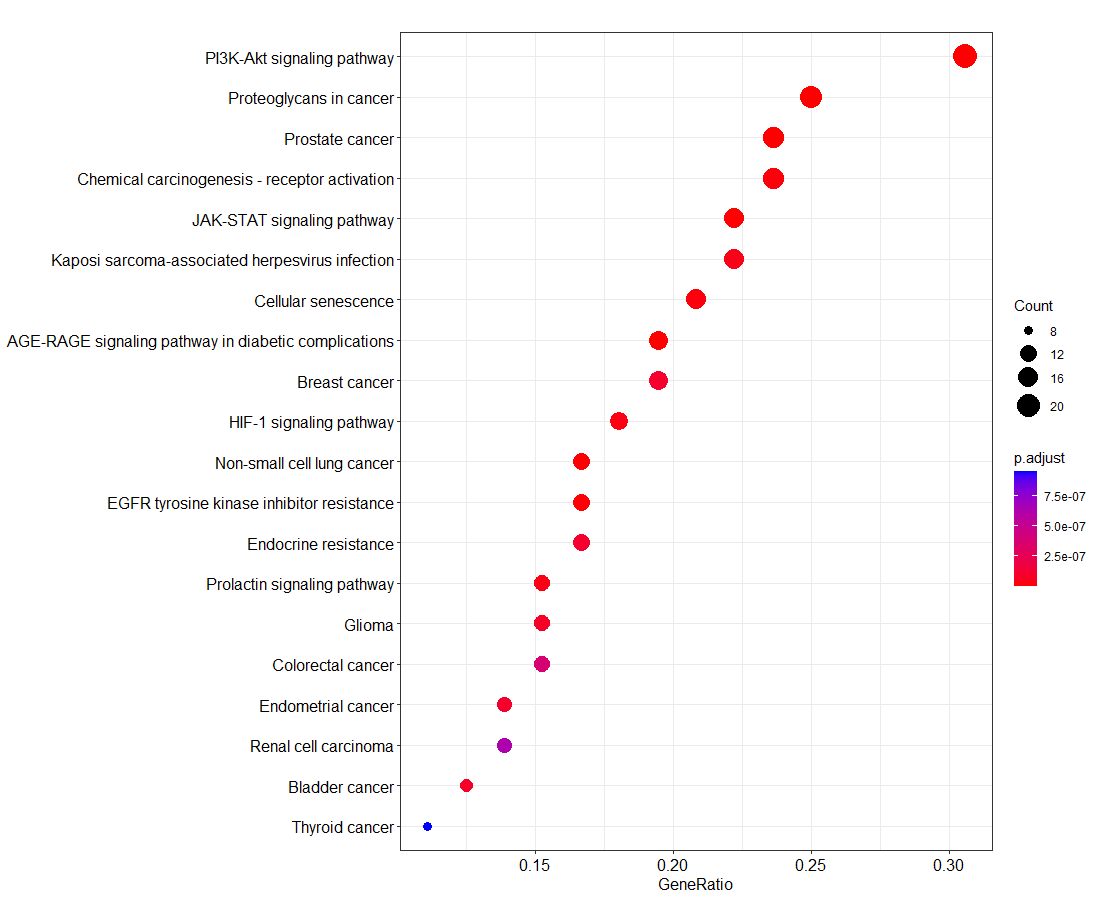 PI3K-Akt signaling pathway
Proteoglycans in cancer
Prostate cancer
Chemical carcinogenesis - receptor activation
JAK-STAT signaling pathway
Kaposi sarcoma-associated herpesvirus infection
Cellular senescence
AGE-RAGE signaling pathway in diabetic complications
Breast cancer
HIF-1 signaling pathway
Non-small cell lung cancer
EGFR tyrosine kinase inhibitor resistance
Endocrine resistance
Prolactin signaling pathway
Glioma
Colorectal cancer
Endometrial cancer
Renal cell carcinoma
Bladder cancer
Thyroid cancer
0.15 0.20 0.25 0.30
GeneRatio
Count
8
12
16
20
p.adjust
7.5e-07
5.0e-07
2.5e-07